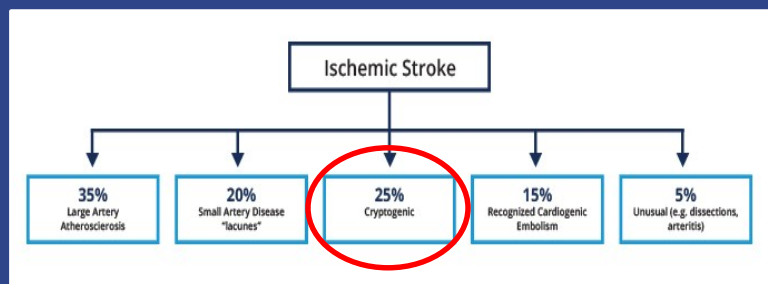 Ischemic Stroke
35%
Large Artery
Atherosclerosis
20%
Small Artery Disease
"lacunes"
25%
Cryptogenic
15%
Recognized Cardiogenic
Embolism
5%
Unusual (e.g. dissections,
arteritis)